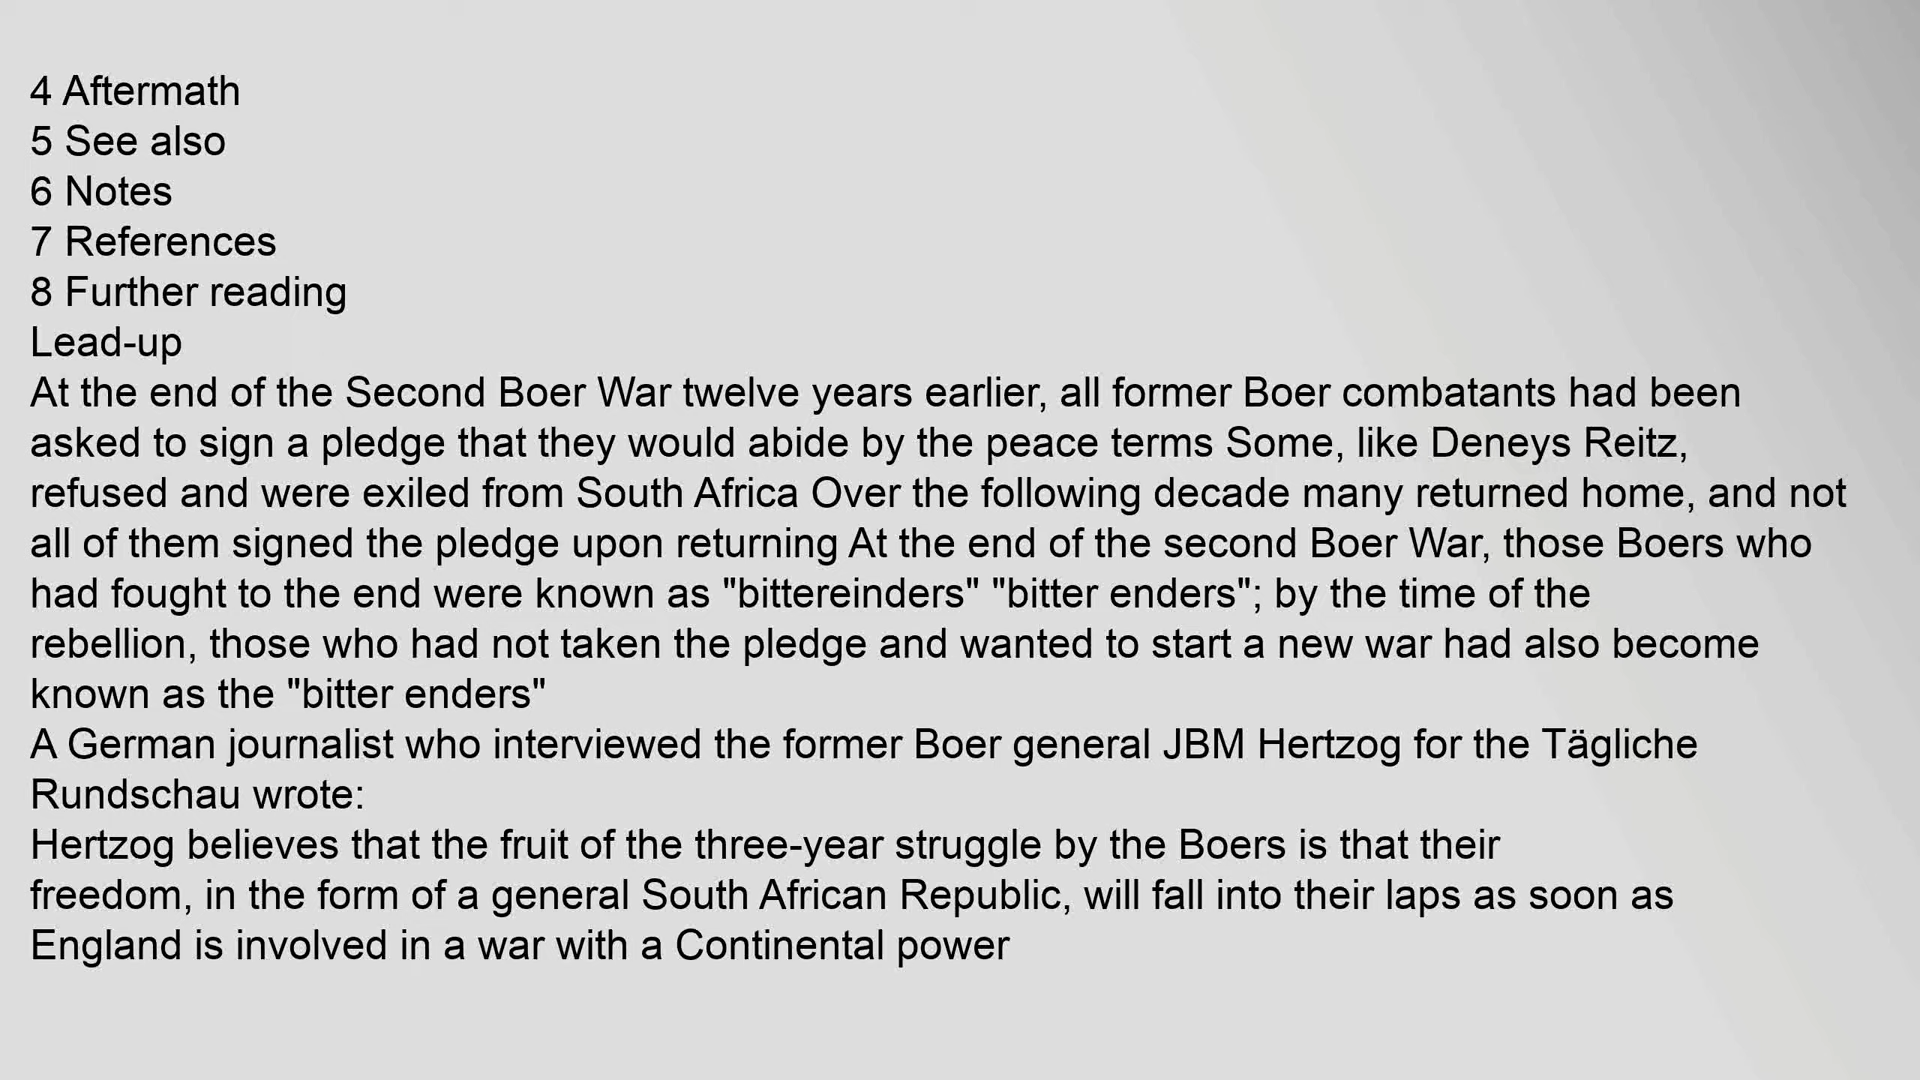 4 Aftermath
5 See also
6 Notes
7 References
8 Further reading
Lead-up
At the end of the Second Boer War twelve years earlier, all former Boer combatants had been
asked to sign a pledge that they would abide by the peace terms Some, like Deneys Reitz,
refused and were exiled from South Africa Over the following decade many returned home, and not
all of them signed the pledge upon returning At the end of the second Boer War, those Boers who
had fought to the end were known as "bittereinders" "bitter enders"; by the time of the
rebellion, those who had not taken the pledge and wanted to start a new war had also become
known as the "bitter enders"
A German journalist who interviewed the former Boer general JBM Hertzog for the Tägliche
Rundschau wrote:
Hertzog believes that the fruit of the three-year struggle by the Boers is that their
freedom, in the form of a general South African Republic, will fall into their laps as soon as
England is involved in a war with a Continental power